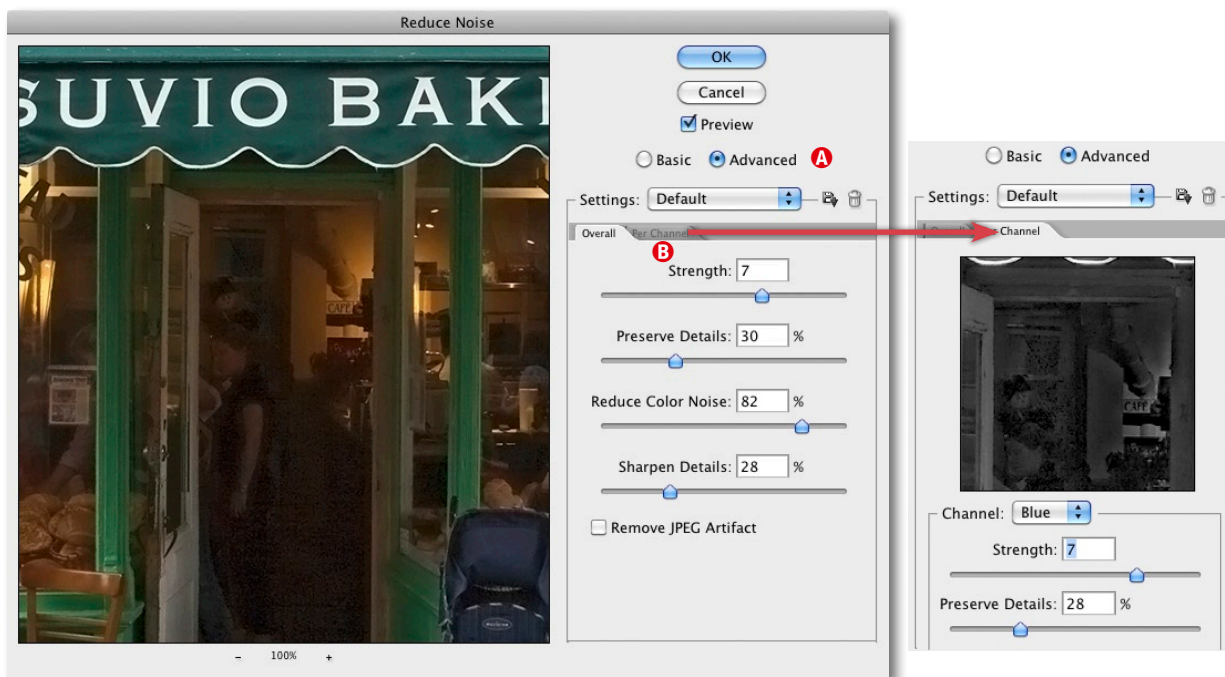 Reduce Noise
SUVIO BAK
CAFÉ
100%
OK
Cancel
Preview
Basic Advanced A
Settings: Default
Overall Per Channel
B
Strength: 7
Preserve Details: 30 %
Reduce Color Noise: 82 %
Sharpen Details: 28 %
Remove JPEG Artifact
Basic Advanced
Settings: Default
Channel
CAFÉ
Channel: Blue
Strength: 7
Preserve Details: 28 %